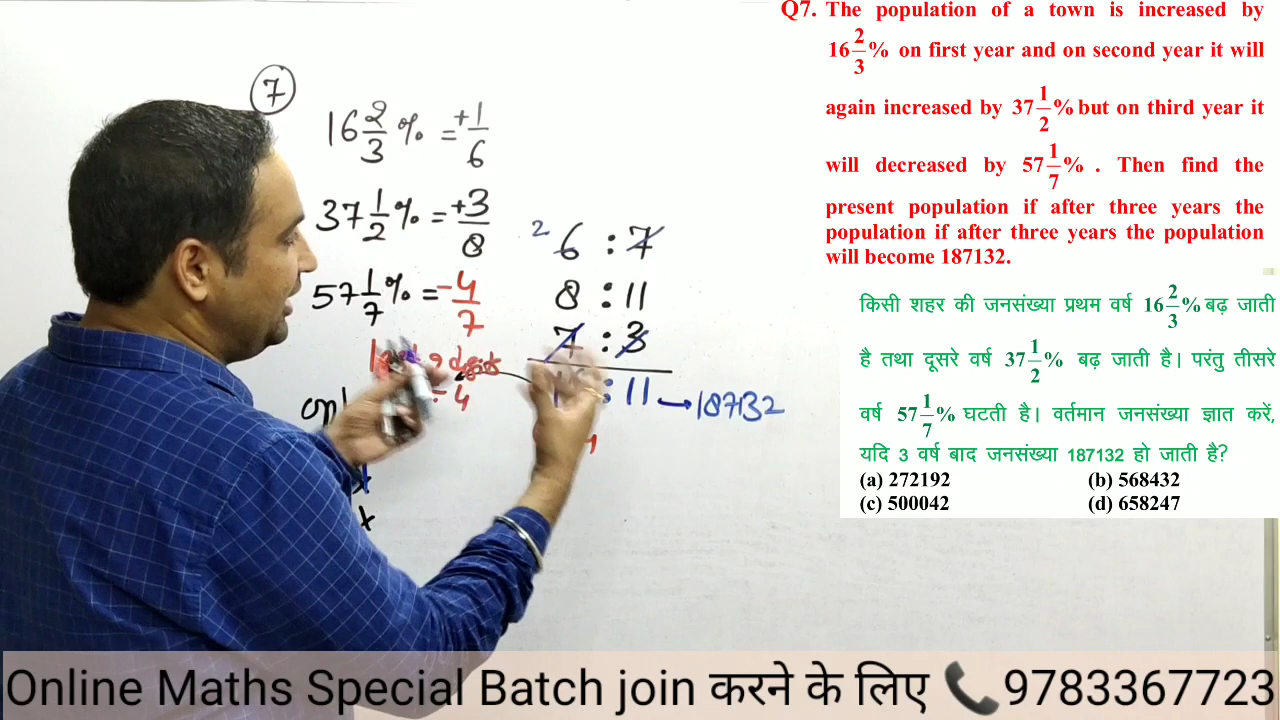 Q7. The population of a town is increased by
16 2/3 % on first year and on second year it will
again increased by 37 1/2 % but on third year it
will decreased by 57 1/7 % . Then find the
present population if after three years the
population if after three years the population
will become 187132.
किसी शहर की जनसंख्या प्रथम वर्ष 16 2/3 % बढ़ जाती
है तथा दूसरे वर्ष 37 1/2 % बढ़ जाती है। परंतु तीसरे
वर्ष 57 1/7 % घटती है। वर्तमान जनसंख्या ज्ञात करें,
यदि 3 वर्ष बाद जनसंख्या 187132 हो जाती है?
(a) 272192 (b) 568432
(c) 500042 (d) 658247
7
16 2/3 % = +1/6
37 1/2 % = +3/8
57 1/7 % = -4/7
2 6 : 7
8 : 11
7 : 3
: 11 → 187132
÷ 4
Online Maths Special Batch join करने के लिए 📞9783367723